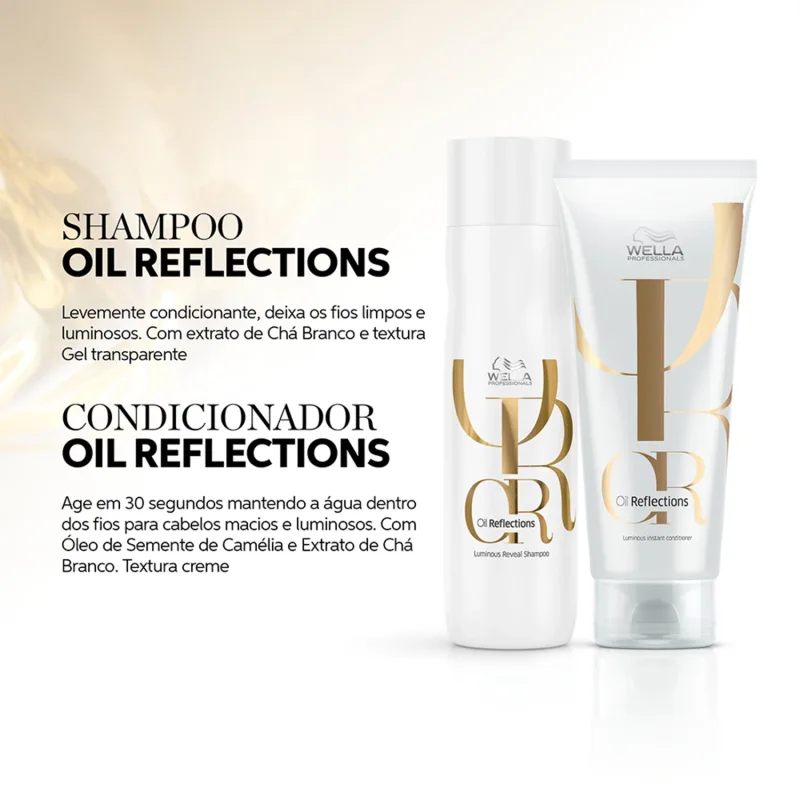 SHAMPOO
OIL REFLECTIONS
Levemente condicionante, deixa os fios limpos e
luminosos. Com extrato de Chá Branco e textura
Gel transparente
CONDICIONADOR
OIL REFLECTIONS
Age em 30 segundos mantendo a água dentro
dos fios para cabelos macios e luminosos. Com
Óleo de Semente de Camélia e Extrato de Chá
Branco. Textura creme
WELLA
PROFESSIONALS
OR
Oil Reflections
Luminous Reveal Shampoo
WELLA
PROFESSIONALS
OR
Oil Reflections
Luminous instant conditioner